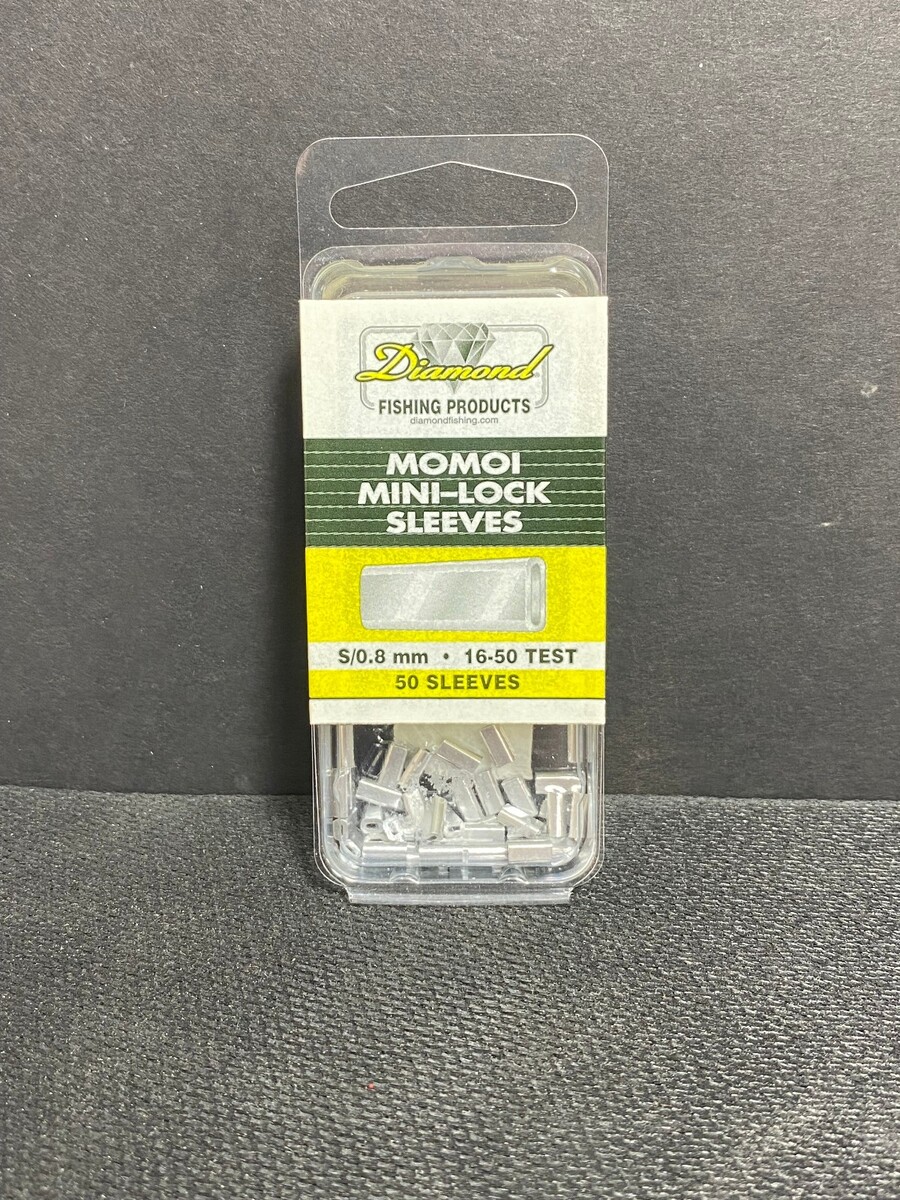 Diamond
FISHING PRODUCTS
diamondfishing.com
MOMOI
MINI-LOCK
SLEEVES
S/0.8 mm • 16-50 TEST
50 SLEEVES